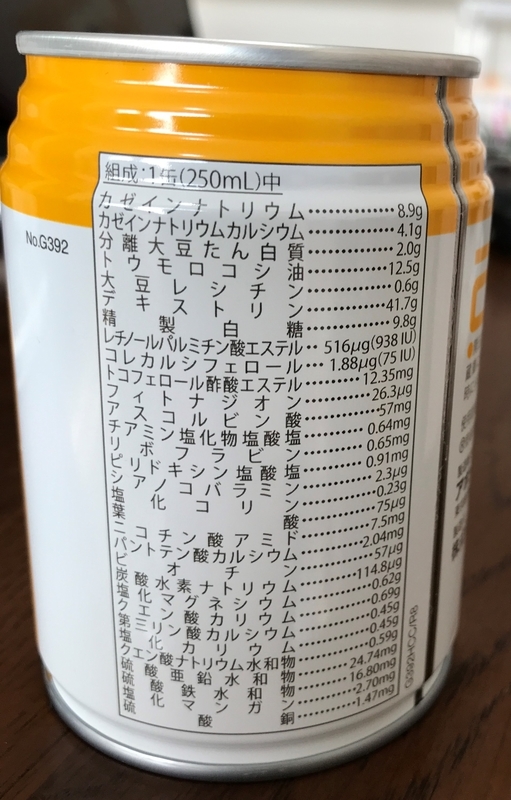 組成:1缶(250mL)中
カゼインナトリウム………8.9g
カゼインナトリウムカルシウム………4.1g
分離大豆たん白質………2.0g
トウモロコシ油………12.5g
大豆レシチン………0.6g
デキストリン………41.7g
精製白糖………9.8g
レチノールパルミチン酸エステル‥516μg(938 IU)
コレカルシフェロール‥1.88μg(75 IU)
トコフェロール酢酸エステル………12.35mg
フィトナジオン………26.3μg
アスコルビン酸………57mg
チアミン塩化物塩酸塩………0.64mg
リボフラビン………0.65mg
ピリドキシン塩酸塩………0.91mg
シアノコバラミン………2.3μg
塩化コリン………0.23g
葉酸………75μg
ニコチン酸アミド………7.5mg
パントテン酸カルシウム………2.04mg
ビオチン………57μg
炭酸水素ナトリウム………114.8μg
塩化マグネシウム………0.62g
クエン酸カリウム………0.69g
第三リン酸カルシウム………0.45g
塩化カリウム………0.45g
クエン酸ナトリウム水和物………0.59g
硫酸亜鉛水和物………24.74mg
硫酸鉄水和物………16.80mg
塩化マンガン………2.70mg
硫酸銅………1.47mg
No.G392
G392HCC/R8